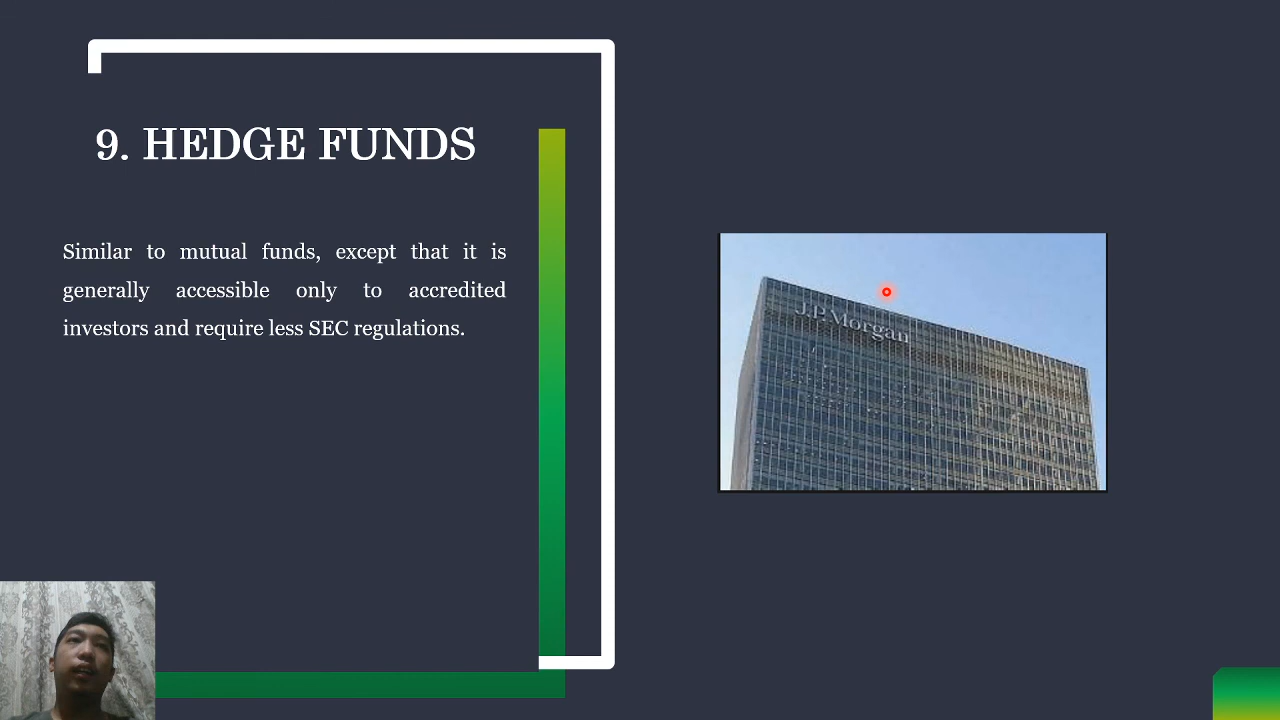 9. HEDGE FUNDS
Similar to mutual funds, except that it is
generally accessible only to accredited
investors and require less SEC regulations.
J.P.Morgan